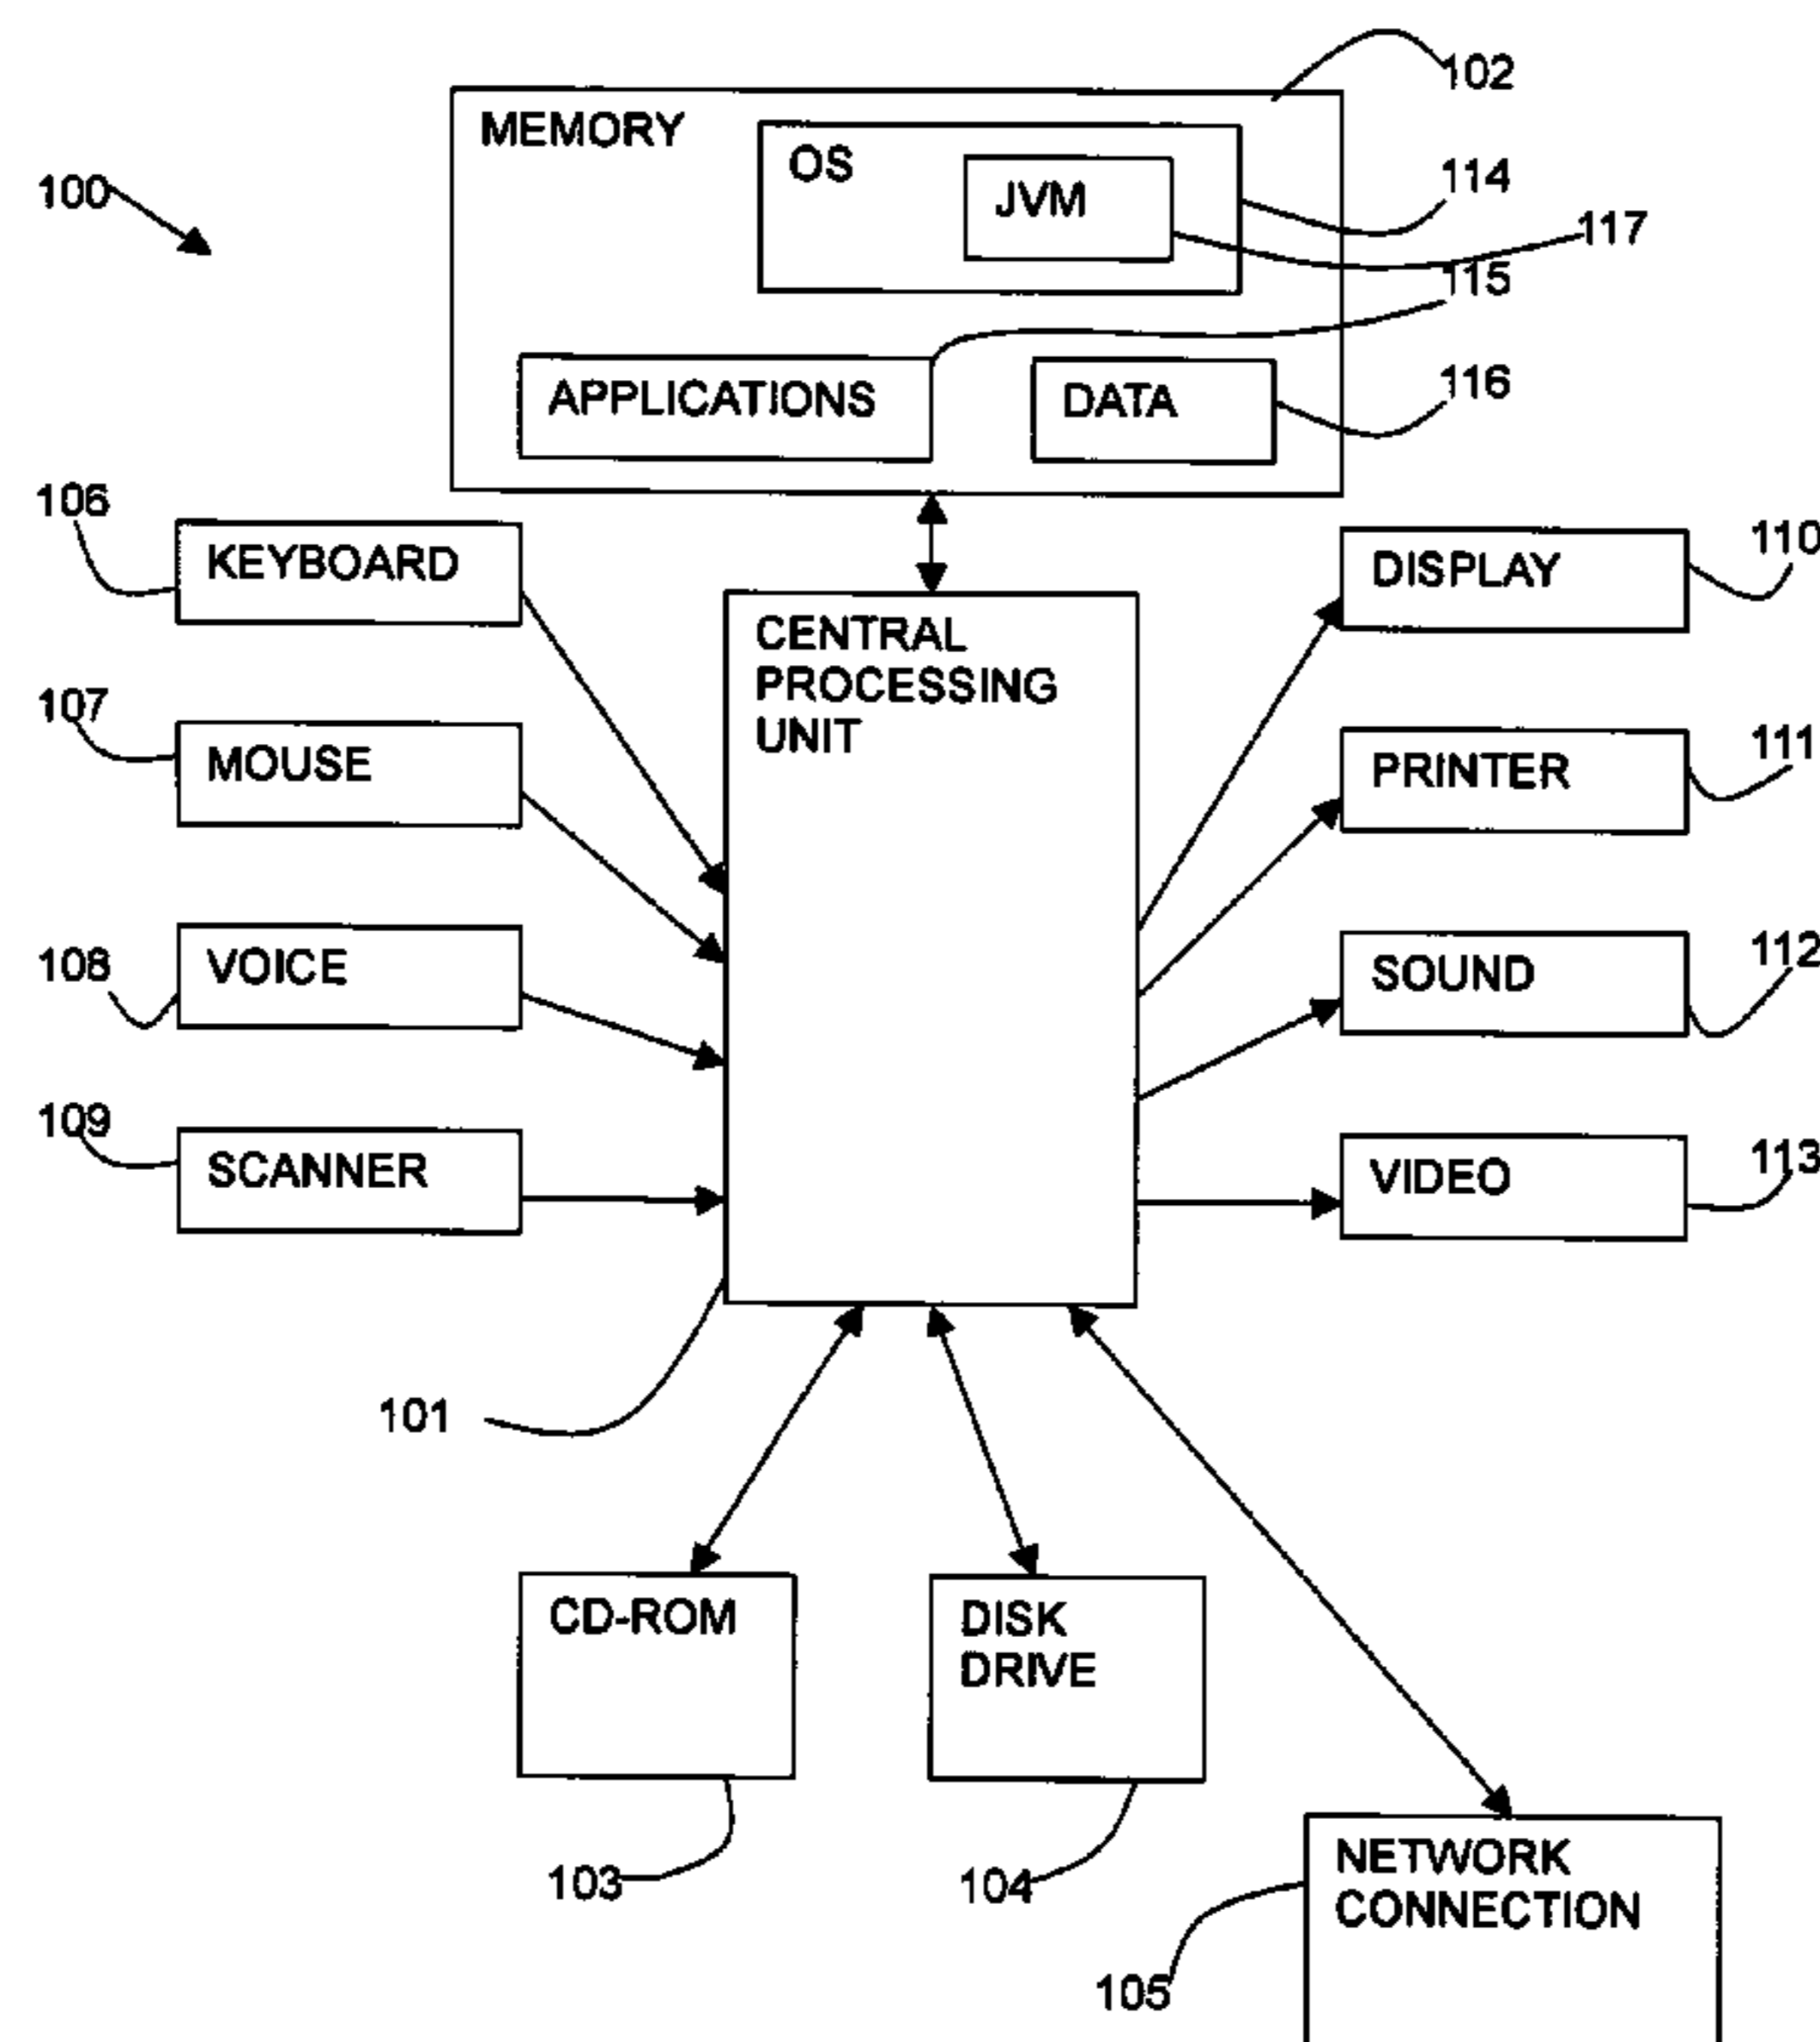 102
MEMORY
OS
114
100
JVM
117
115
APPLICATIONS
DATA
116
106
KEYBOARD
DISPLAY
110
CENTRAL
PROCESSING
UNIT
107
MOUSE
PRINTER
111
108
VOICE
SOUND
112
109
SCANNER
VIDEO
113
101
CD-ROM
DISK
DRIVE
103
104
NETWORK
CONNECTION
105